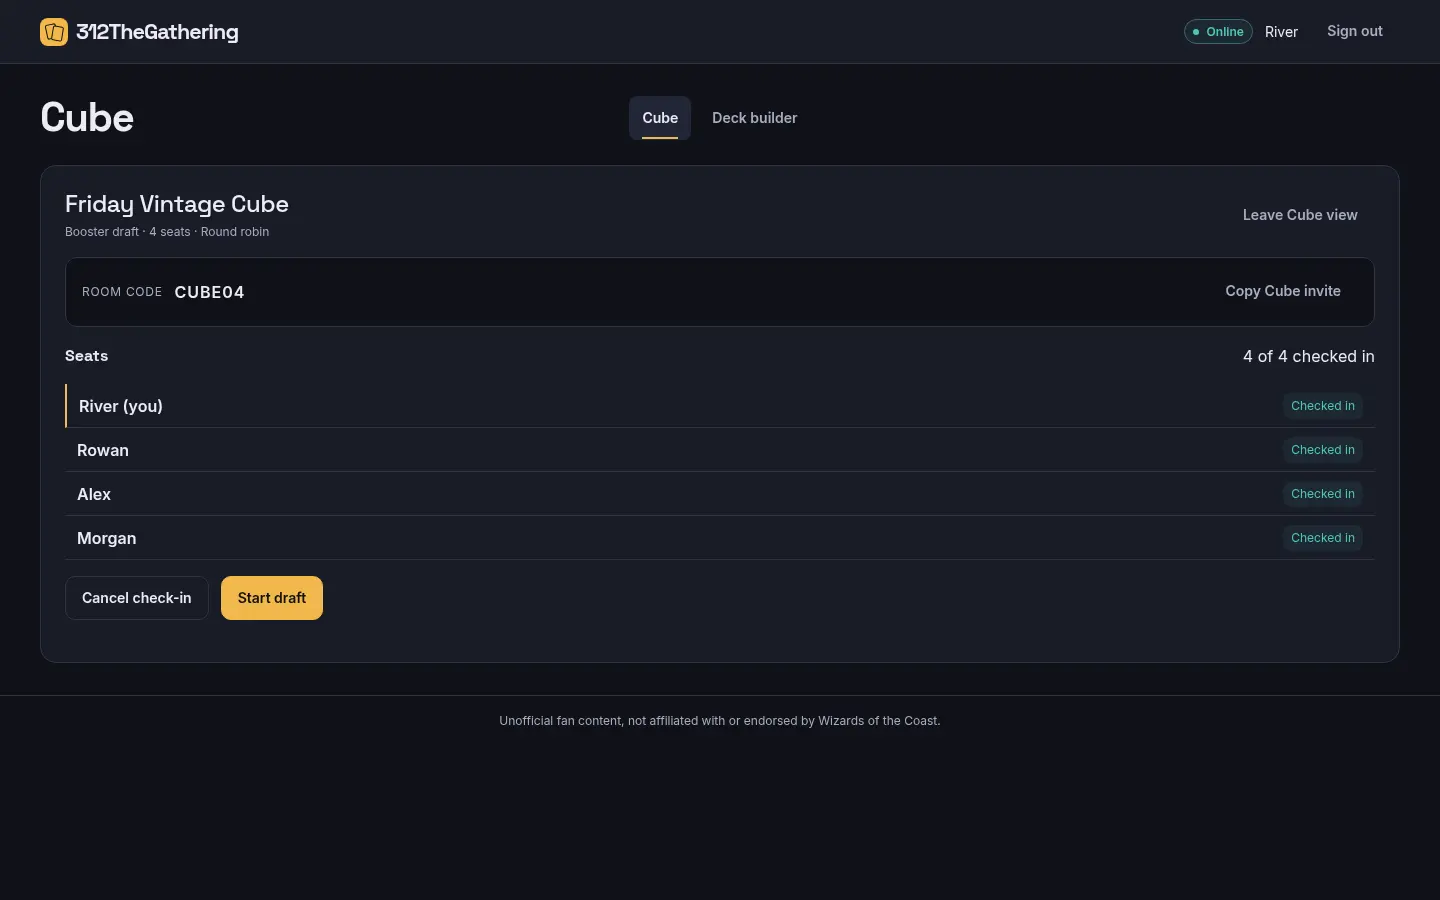 312TheGathering
Online
River
Sign out
Cube
Cube
Deck builder
Friday Vintage Cube
Booster draft · 4 seats · Round robin
Leave Cube view
ROOM CODE CUBE04
Copy Cube invite
Seats
4 of 4 checked in
River (you)
Checked in
Rowan
Checked in
Alex
Checked in
Morgan
Checked in
Cancel check-in
Start draft
Unofficial fan content, not affiliated with or endorsed by Wizards of the Coast.